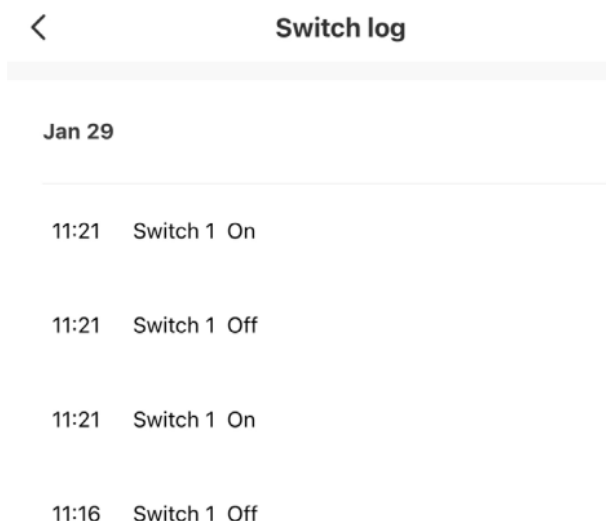 Switch log
Jan 29
11:21 Switch 1 On
11:21 Switch 1 Off
11:21 Switch 1 On
11:16 Switch 1 Off